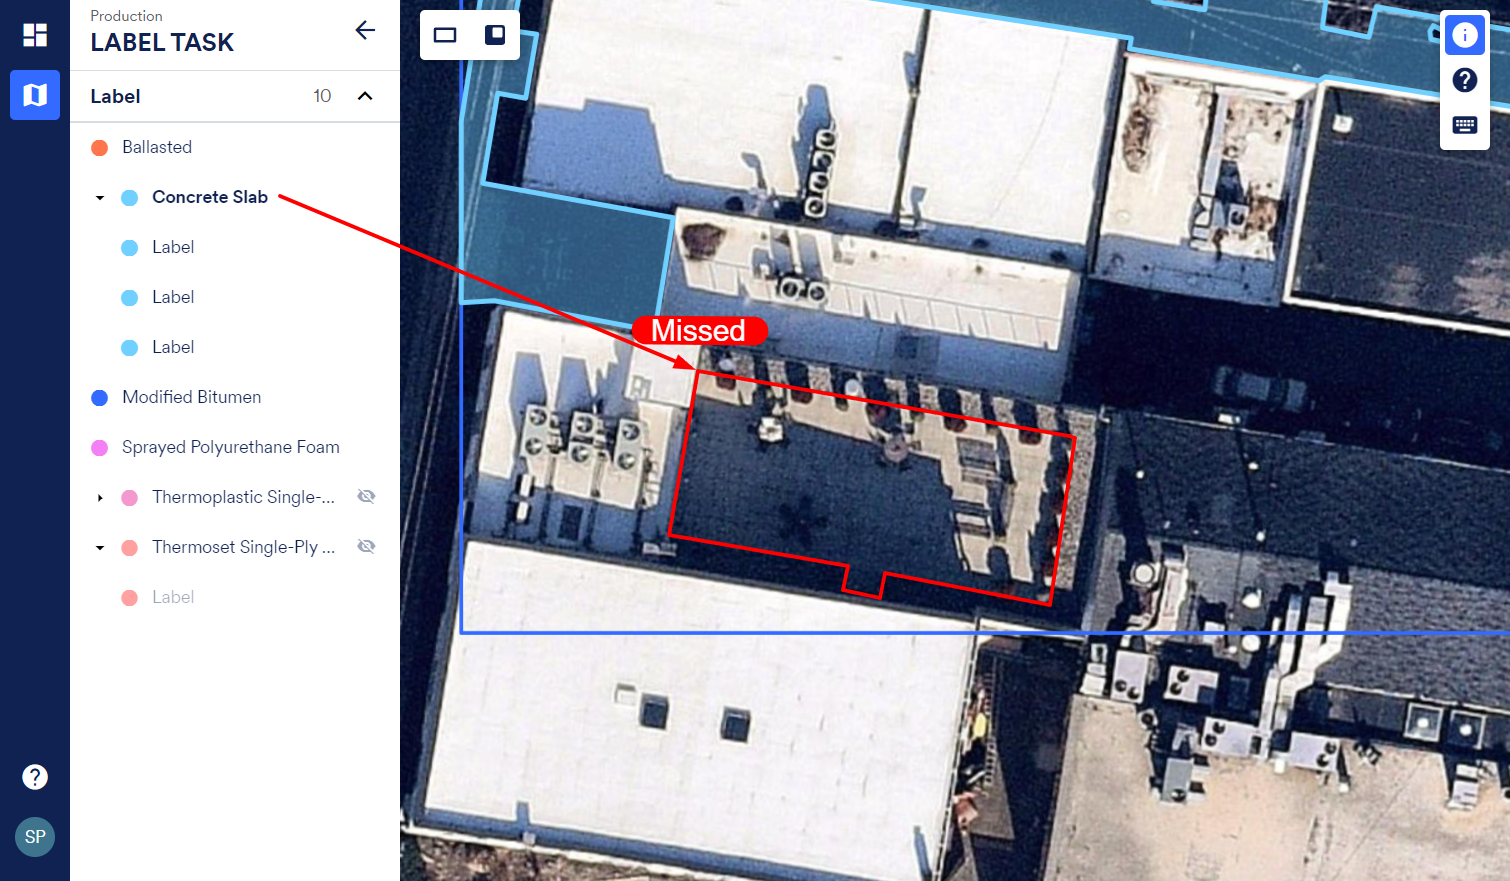 Production
LABEL TASK
Label 10
Ballasted
Concrete Slab
Label
Label
Label
Modified Bitumen
Sprayed Polyurethane Foam
Thermoplastic Single-...
Thermoset Single-Ply ...
Label
SP
Missed